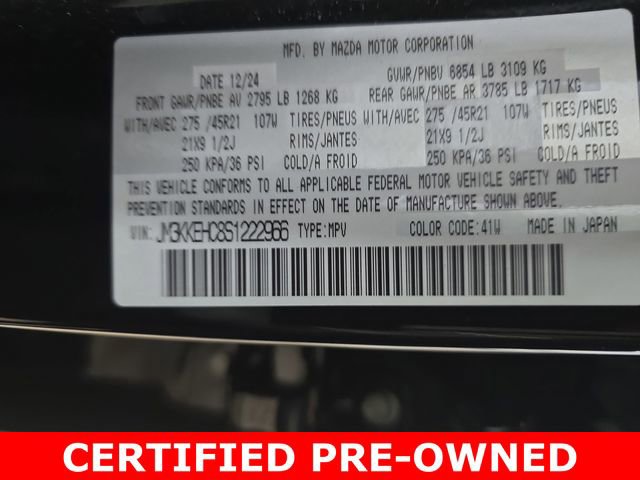 MFD. BY MAZDA MOTOR CORPORATION
DATE 12/24 GVWR/PNBV 6854 LB 3109 KG
FRONT GAWR/PNBE AV 2795 LB 1268 KG REAR GAWR/PNBE AR 3785 LB 1717 KG
WITH/AVEC 275 /45R21 107W TIRES/PNEUS WITH/AVEC 275 /45R21 107W TIRES/PNEUS
21X9 1/2J RIMS/JANTES 21X9 1/2J RIMS/JANTES
250 KPA/36 PSI COLD/A FROID 250 KPA/36 PSI COLD/A FROID
THIS VEHICLE CONFORMS TO ALL APPLICABLE FEDERAL MOTOR VEHICLE SAFETY AND THEFT
PREVENTION STANDARDS IN EFFECT ON THE DATE OF MANUFACTURE SHOWN ABOVE.
VIN: JM3KKEHC8S1222966 TYPE:MPV COLOR CODE:41W MADE IN JAPAN
CERTIFIED PRE-OWNED